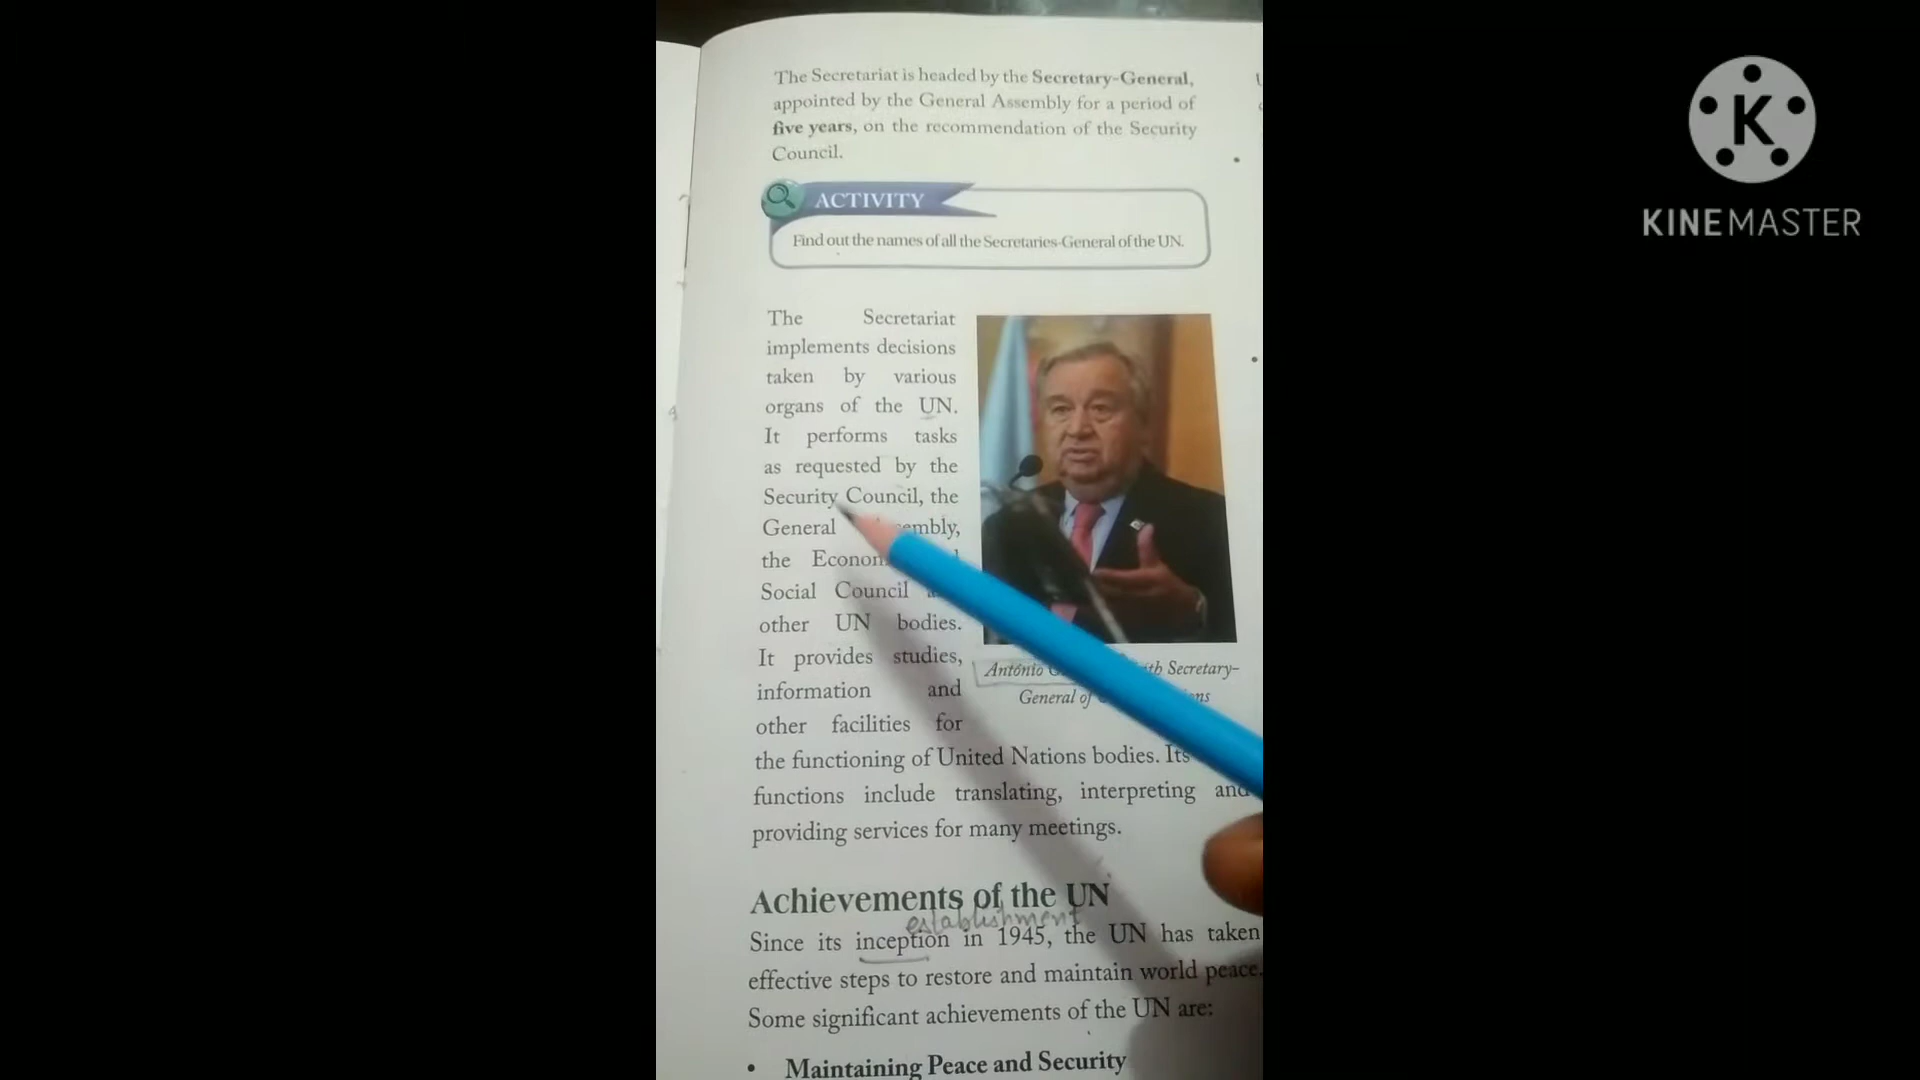 The Secretariat is headed by the Secretary-General,
appointed by the General Assembly for a period of
five years, on the recommendation of the Security
Council.
ACTIVITY
Find out the names of all the Secretaries-General of the UN.
The Secretariat
implements decisions
taken by various
organs of the UN.
It performs tasks
as requested by the
Security Council, the
General embly,
the Econom
Social Council
other UN bodies.
It provides studies,
information and
other facilities for
the functioning of United Nations bodies. Its
functions include translating, interpreting and
providing services for many meetings.
António Secretary-
General of
Achievements of the UN
establishment
Since its inception in 1945, the UN has taken
effective steps to restore and maintain world peace.
Some significant achievements of the UN are:
• Maintaining Peace and Security
K
KINEMASTER